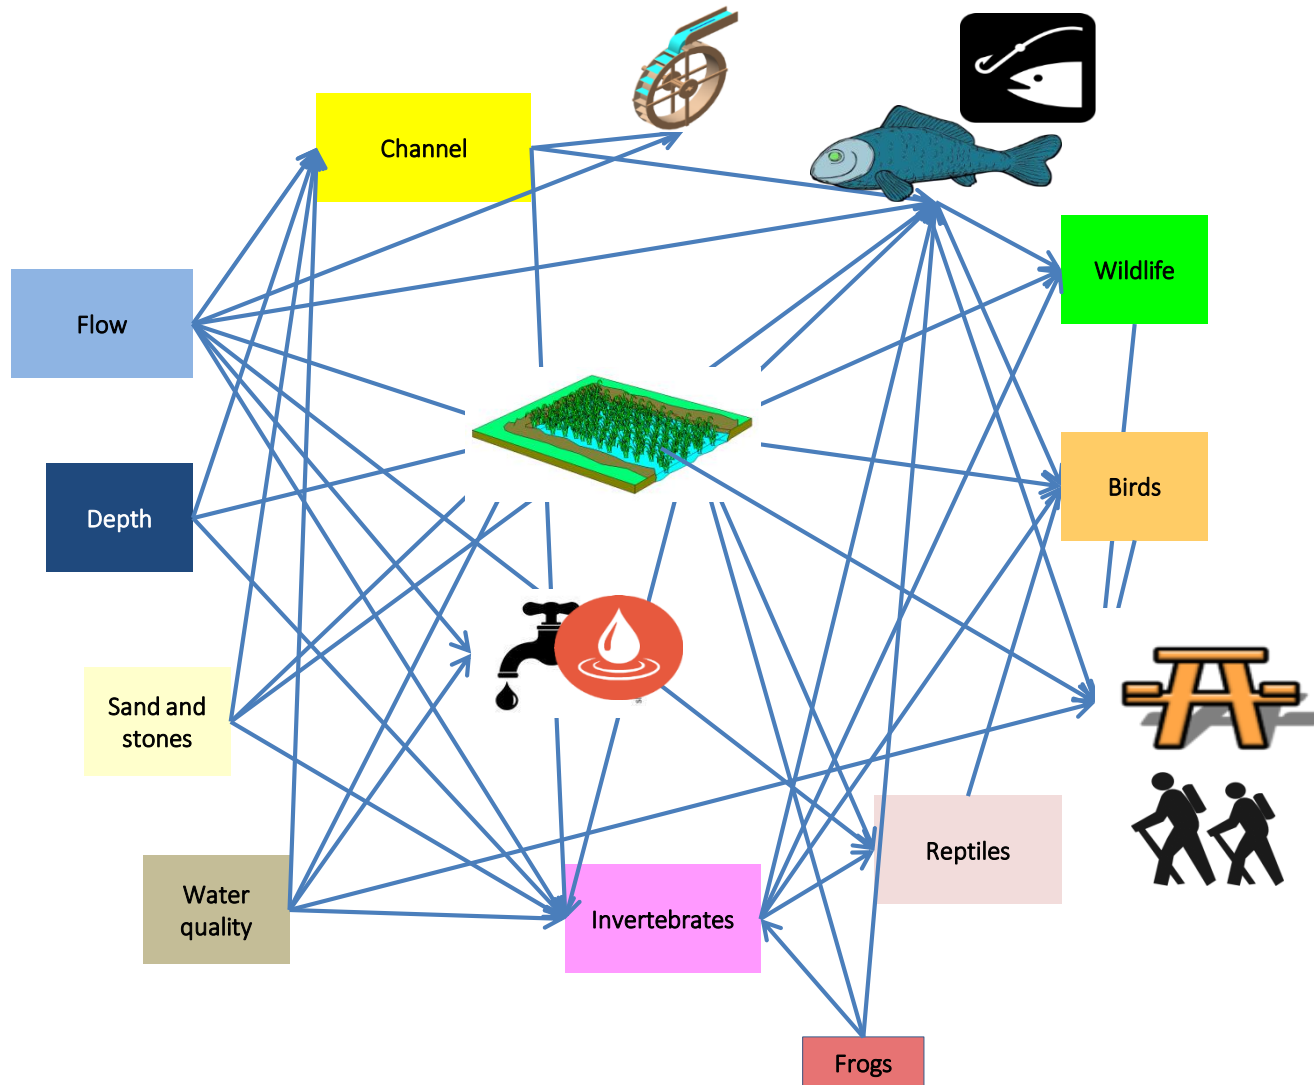 Channel
Wildlife
Flow
Birds
Depth
Sand and
stones
Reptiles
Water
quality
Invertebrates
Frogs